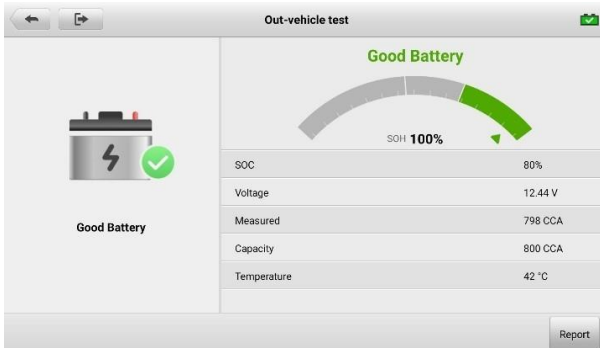 Out-vehicle test
Good Battery
Good Battery
SOH 100%
SOC 80%
Voltage 12.44 V
Measured 798 CCA
Capacity 800 CCA
Temperature 42 °C
Report